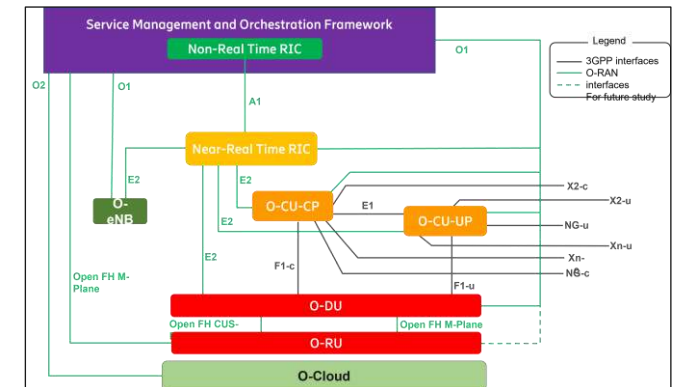 Service Management and Orchestration Framework
Non-Real Time RIC
O1
Legend
3GPP interfaces
O-RAN
interfaces
For future study
O2
O1
A1
Near-Real Time RIC
E2
E2
X2-c
O-CU-CP
E1
X2-u
O-
eNB
E2
O-CU-UP
NG-u
Xn-u
E2
Xn-
F1-c
NG-c
Open FH M-
Plane
F1-u
O-DU
Open FH CUS-
Open FH M-Plane
O-RU
O-Cloud